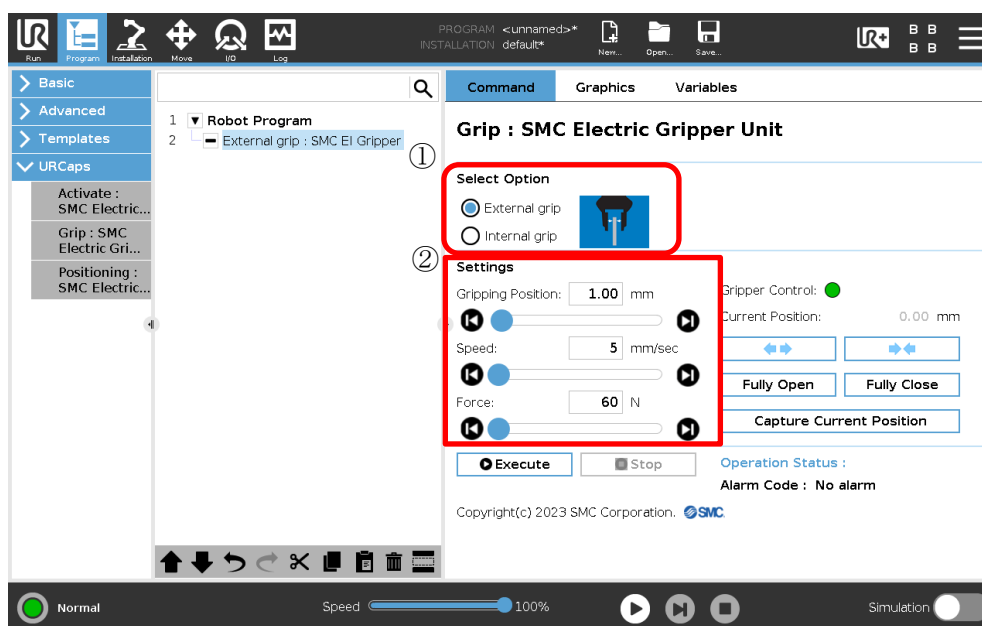 UR
Run
Program
Installation
Move
I/O
Log
PROGRAM <unnamed>*
INSTALLATION default*
New...
Open...
Save...
UR+
B B
B B
Basic
Advanced
Templates
URCaps
Activate :
SMC Electric...
Grip : SMC
Electric Gri...
Positioning :
SMC Electric...
1 Robot Program
2 External grip : SMC El Gripper
Command
Graphics
Variables
Grip : SMC Electric Gripper Unit
①
Select Option
External grip
Internal grip
②
Settings
Gripping Position: 1.00 mm
Speed: 5 mm/sec
Force: 60 N
Gripper Control:
Current Position: 0.00 mm
Fully Open
Fully Close
Capture Current Position
Execute
Stop
Operation Status :
Alarm Code : No alarm
Copyright(c) 2023 SMC Corporation. SMC.
Normal
Speed 100%
Simulation